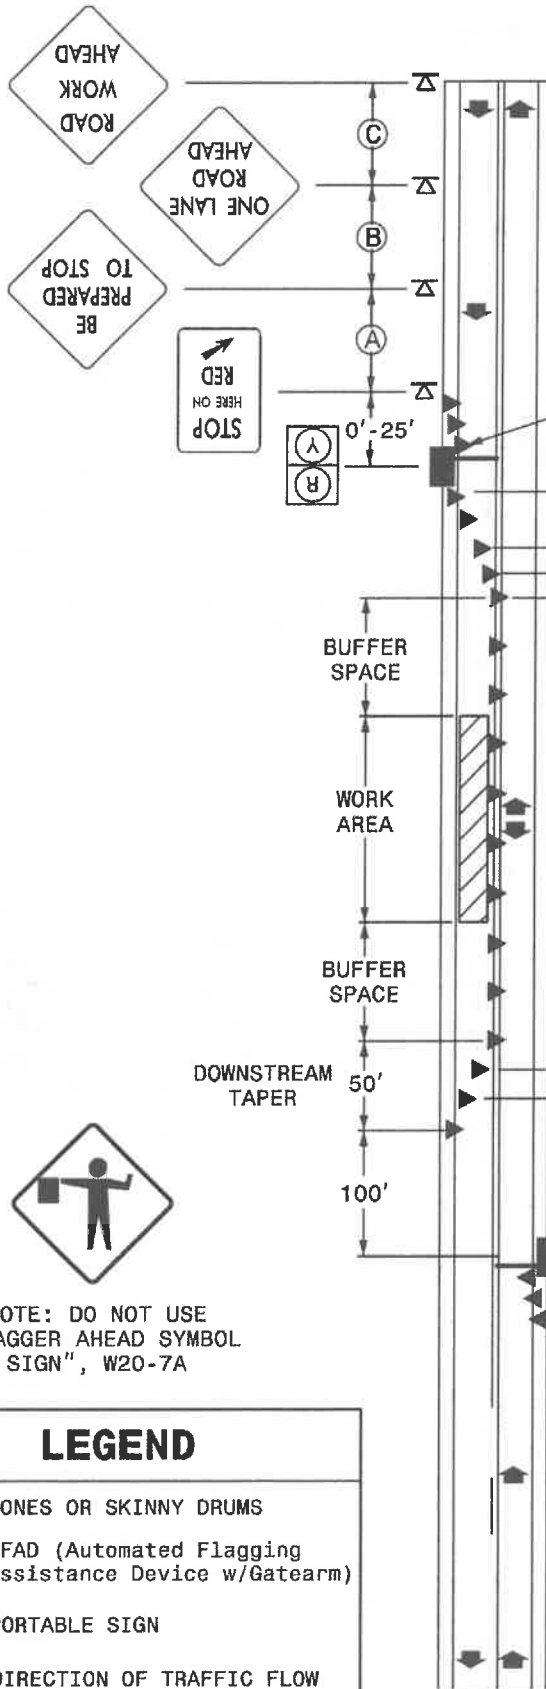 ROAD
WORK
AHEAD
C
ONE LANE
ROAD
AHEAD
B
BE
PREPARED
TO STOP
A
STOP
HERE ON
RED
0'-25'
R
Y
BUFFER
SPACE
WORK
AREA
BUFFER
SPACE
DOWNSTREAM
TAPER
50'
100'
OTE: DO NOT USE
AGGER AHEAD SYMBOL
SIGN", W20-7A
LEGEND
ONES OR SKINNY DRUMS
FAD (Automated Flagging
ssistance Device w/Gatearm)
PORTABLE SIGN
DIRECTION OF TRAFFIC FLOW